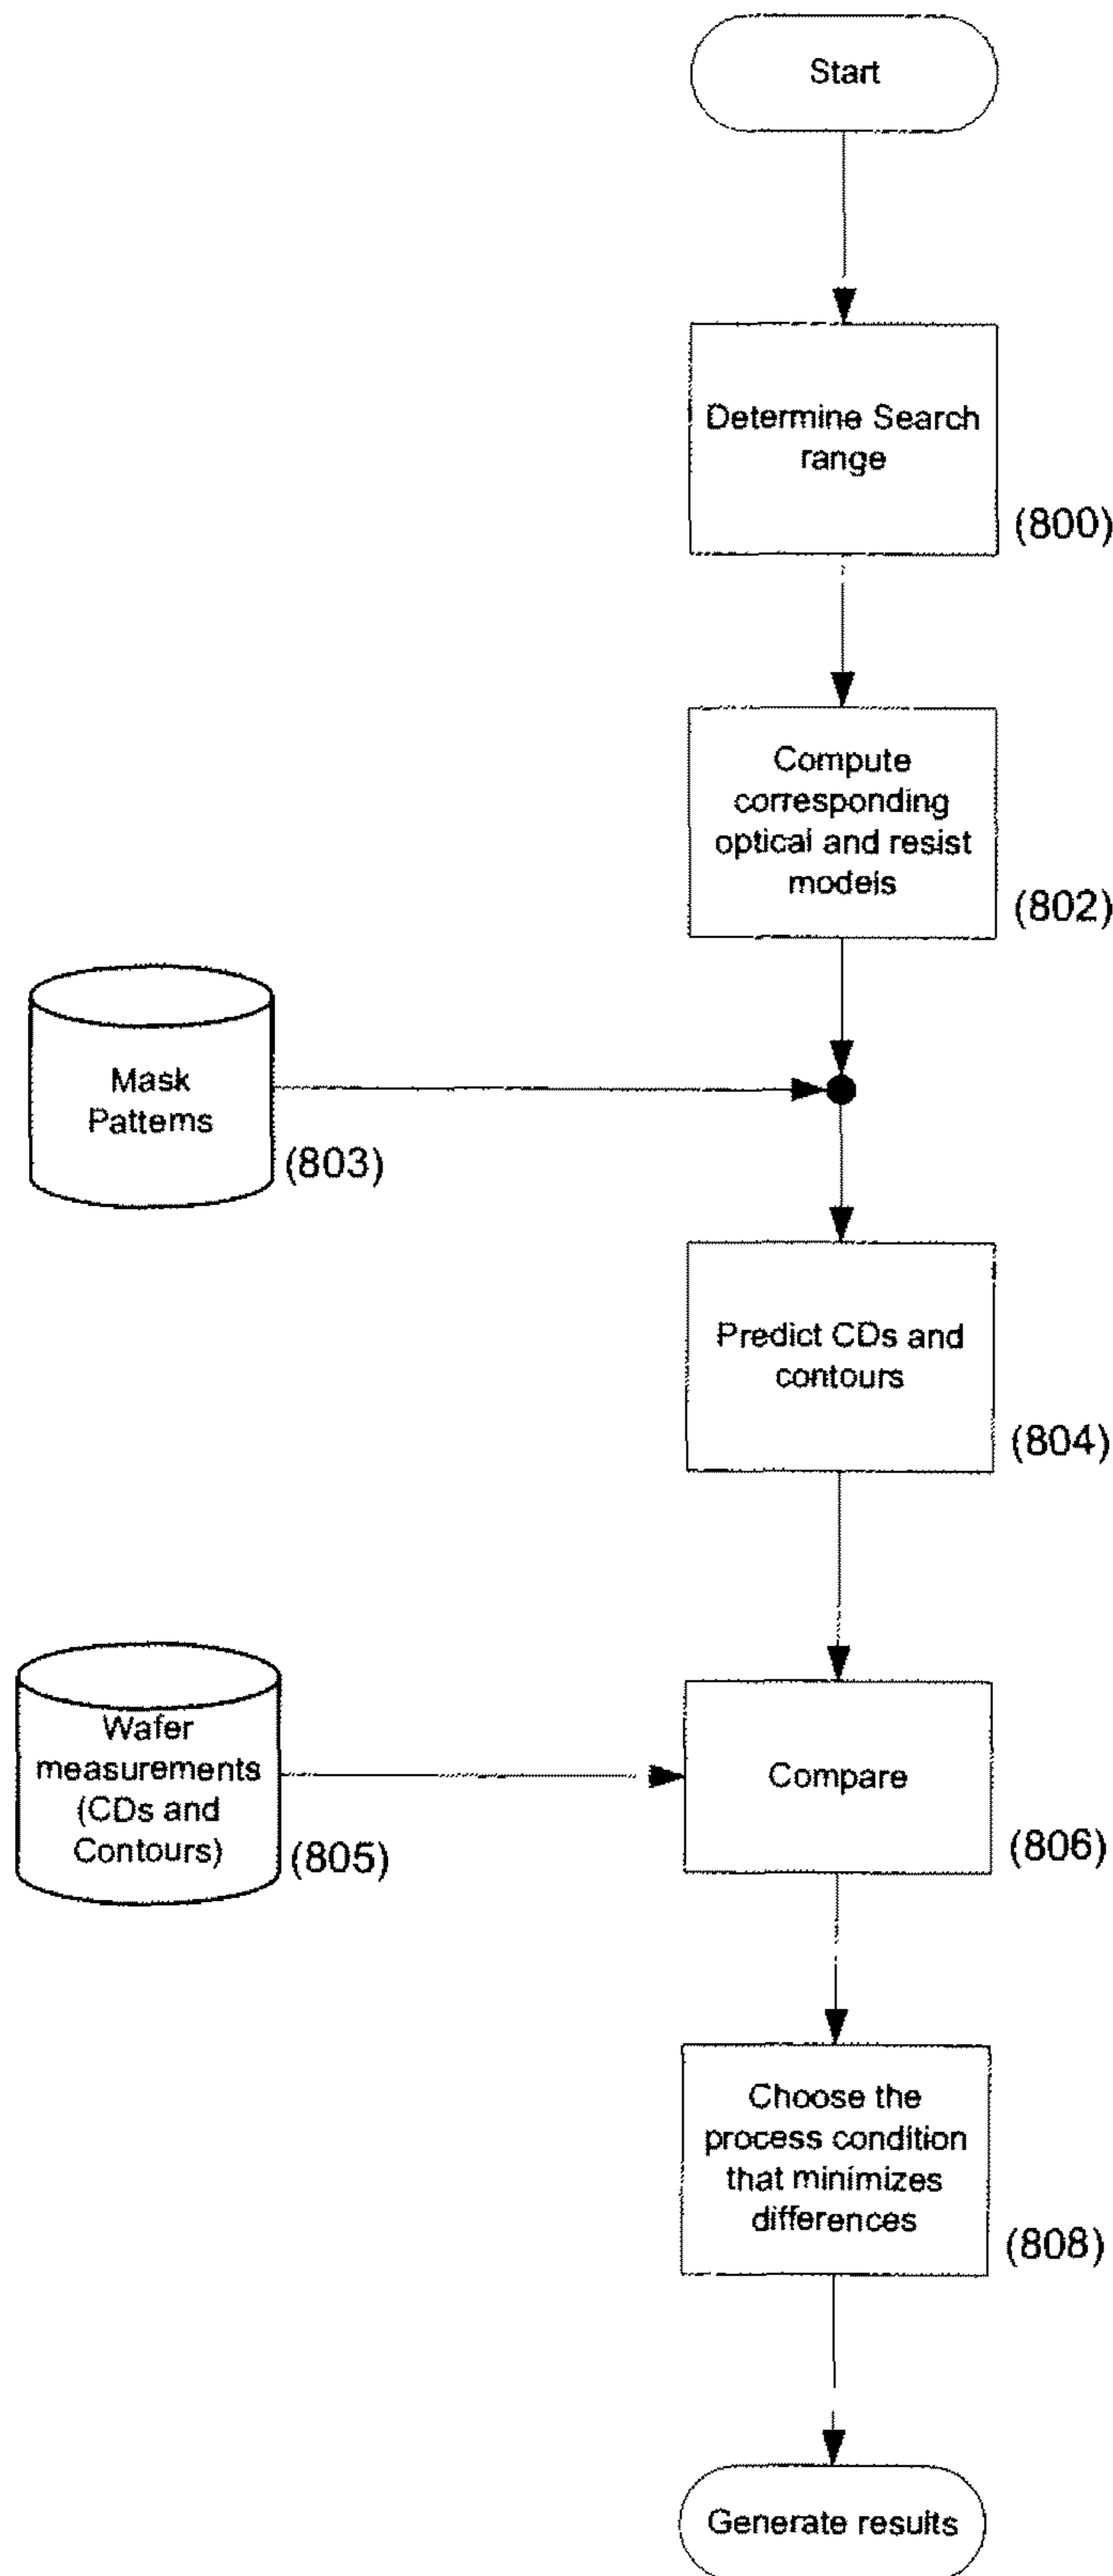 Start
Determine Search
range
(800)
Compute
corresponding
optical and resist
models
(802)
Mask
Patterns
(803)
Predict CDs and
contours
(804)
Wafer
measurements
(CDs and
Contours)
(805)
Compare
(806)
Choose the
process condition
that minimizes
differences
(808)
Generate results